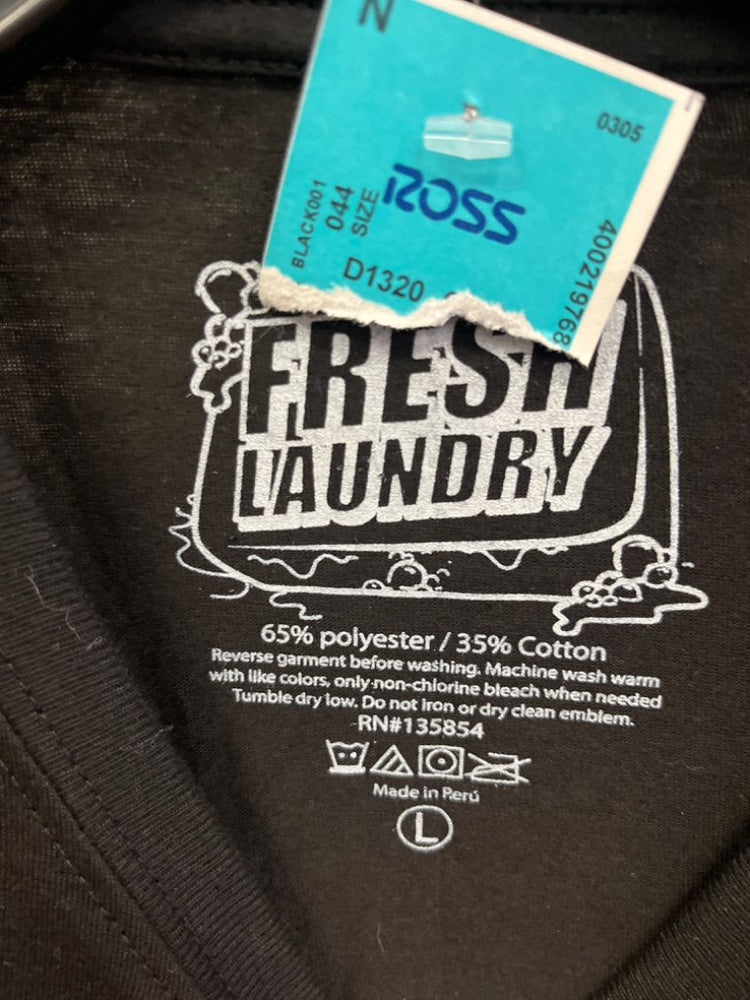 N
0305
ROSS
BLACK001
044
SIZE
D1320
400219768
FRESH
LAUNDRY
65% polyester / 35% Cotton
Reverse garment before washing. Machine wash warm
with like colors, only non-chlorine bleach when needed
Tumble dry low. Do not iron or dry clean emblem.
RN#135854
Made in Perú
L